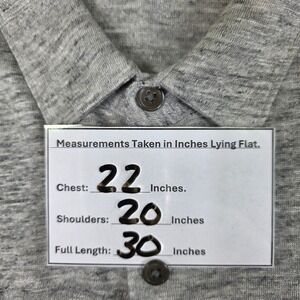 Measurements Taken in Inches Lying Flat.
Chest: 22 Inches.
Shoulders: 20 Inches
Full Length: 30 Inches